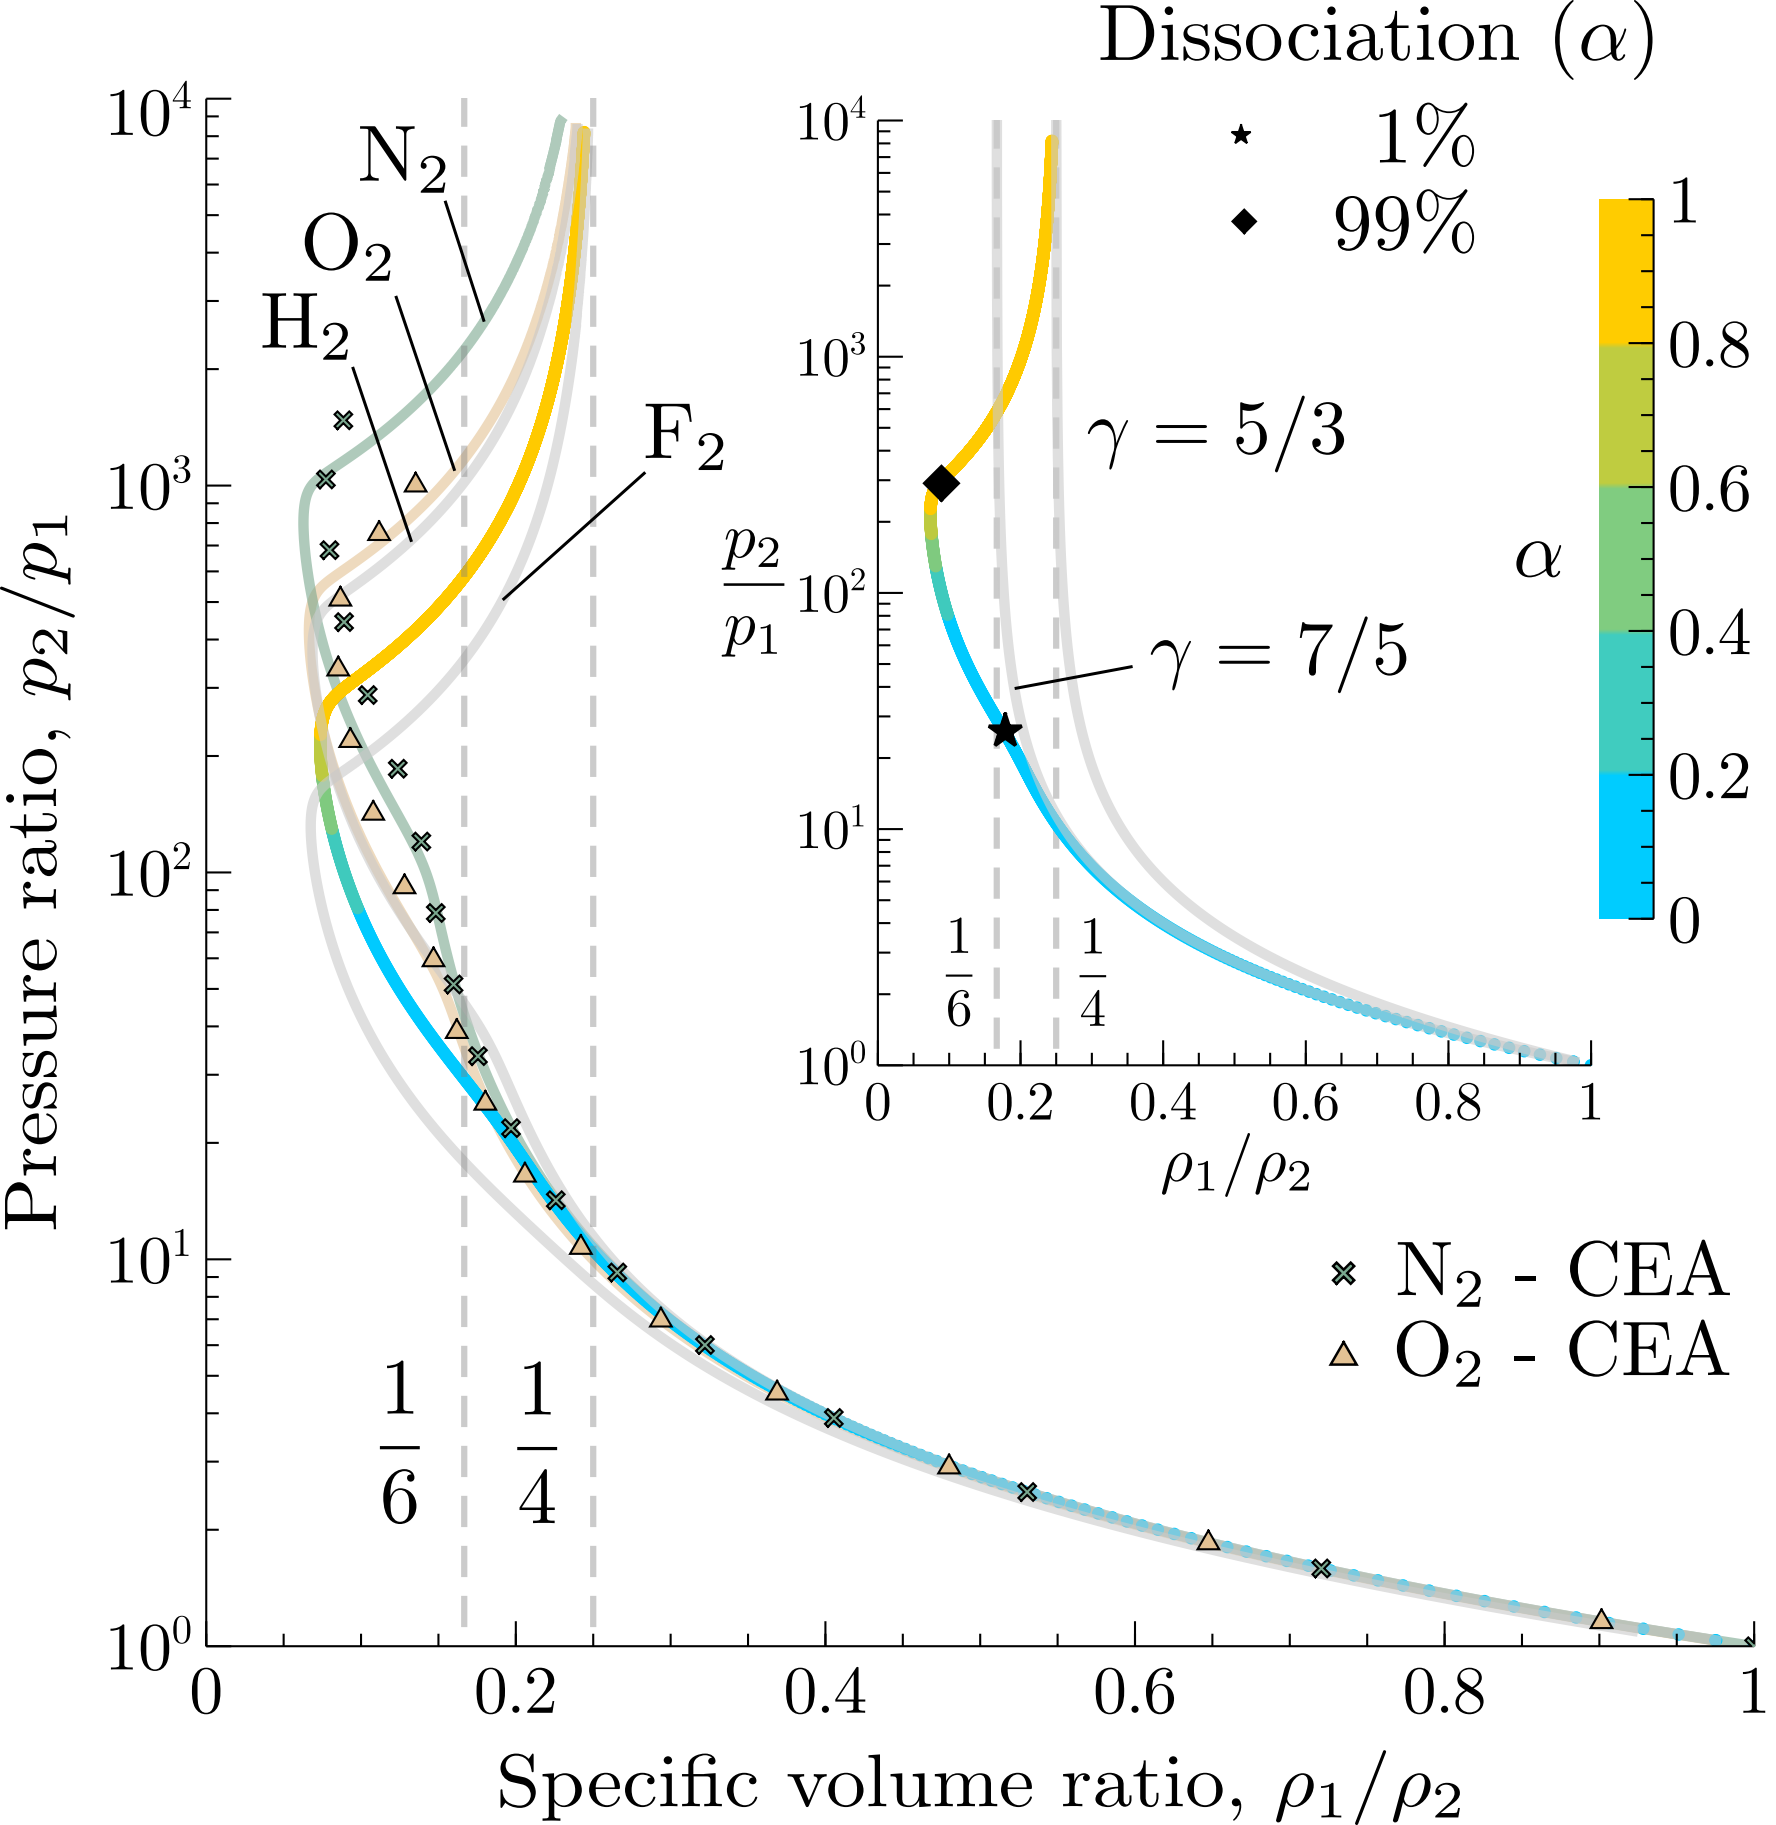 Dissociation (α)
★ 1%
◆ 99%
10⁴
10³
10²
10¹
10⁰
N₂
O₂
H₂
F₂
1/6
1/4
0
0.2
0.4
0.6
0.8
1
Pressure ratio, p₂/p₁
Specific volume ratio, ρ₁/ρ₂
10⁴
10³
10²
10¹
10⁰
p₂/p₁
γ = 5/3
γ = 7/5
1/6
1/4
0
0.2
0.4
0.6
0.8
1
ρ₁/ρ₂
1
0.8
0.6
0.4
0.2
0
α
N₂ - CEA
O₂ - CEA